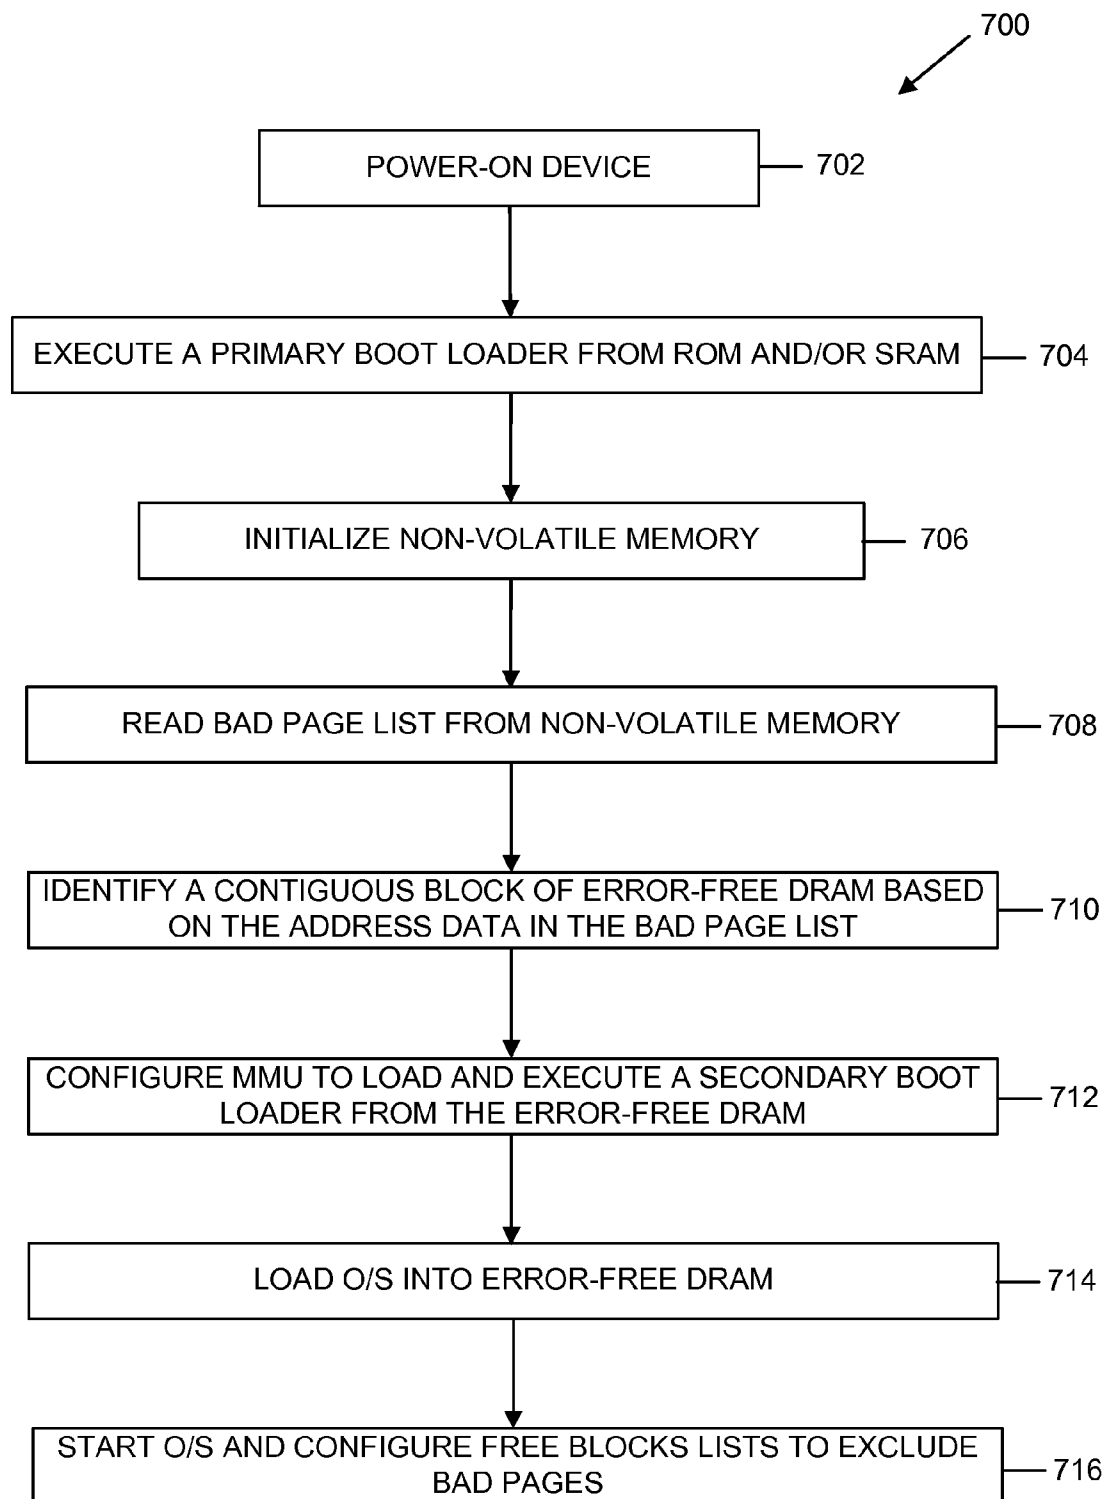 700
POWER-ON DEVICE
702
EXECUTE A PRIMARY BOOT LOADER FROM ROM AND/OR SRAM
704
INITIALIZE NON-VOLATILE MEMORY
706
READ BAD PAGE LIST FROM NON-VOLATILE MEMORY
708
IDENTIFY A CONTIGUOUS BLOCK OF ERROR-FREE DRAM BASED
ON THE ADDRESS DATA IN THE BAD PAGE LIST
710
CONFIGURE MMU TO LOAD AND EXECUTE A SECONDARY BOOT
LOADER FROM THE ERROR-FREE DRAM
712
LOAD O/S INTO ERROR-FREE DRAM
714
START O/S AND CONFIGURE FREE BLOCKS LISTS TO EXCLUDE
BAD PAGES
716